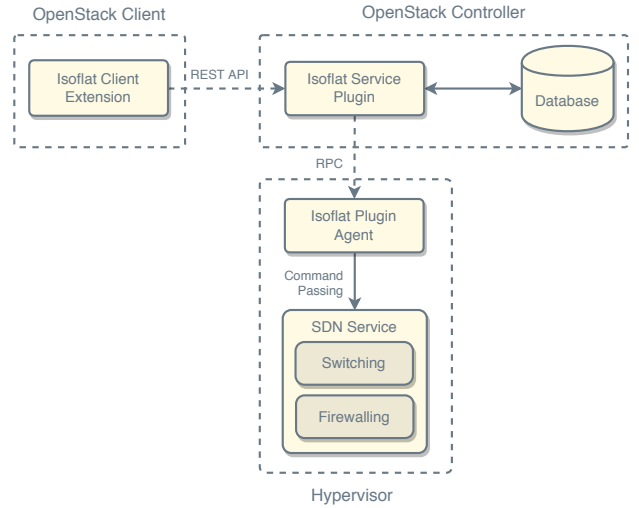 OpenStack Client
OpenStack Controller
Isoflat Client
Extension
REST API
Isoflat Service
Plugin
Database
RPC
Isoflat Plugin
Agent
Command
Passing
SDN Service
Switching
Firewalling
Hypervisor